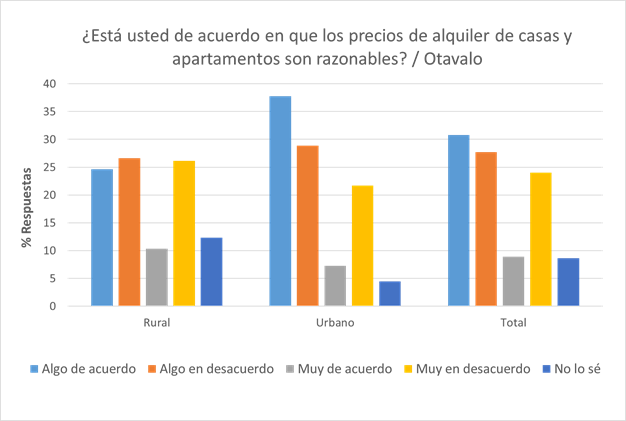 ¿Está usted de acuerdo en que los precios de alquiler de casas y
apartamentos son razonables? / Otavalo
40
35
30
25
20
15
10
5
0
% Respuestas
Rural
Urbano
Total
Algo de acuerdo
Algo en desacuerdo
Muy de acuerdo
Muy en desacuerdo
No lo sé